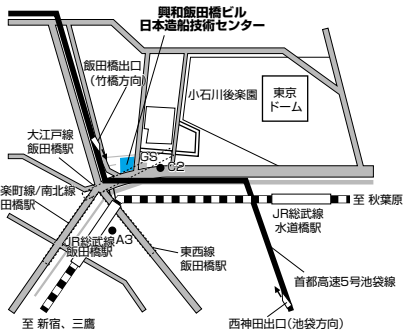 興和飯田橋ビル
日本造船技術センター
飯田橋出口
(竹橋方向)
小石川後楽園
東京
ドーム
大江戸線
飯田橋駅
GS
C2
楽町線/南北線
田橋駅
至 秋葉原
JR総武線
水道橋駅
JR総武線
飯田橋駅
A3
東西線
飯田橋駅
首都高速5号池袋線
至 新宿、三鷹
西神田出口(池袋方向)